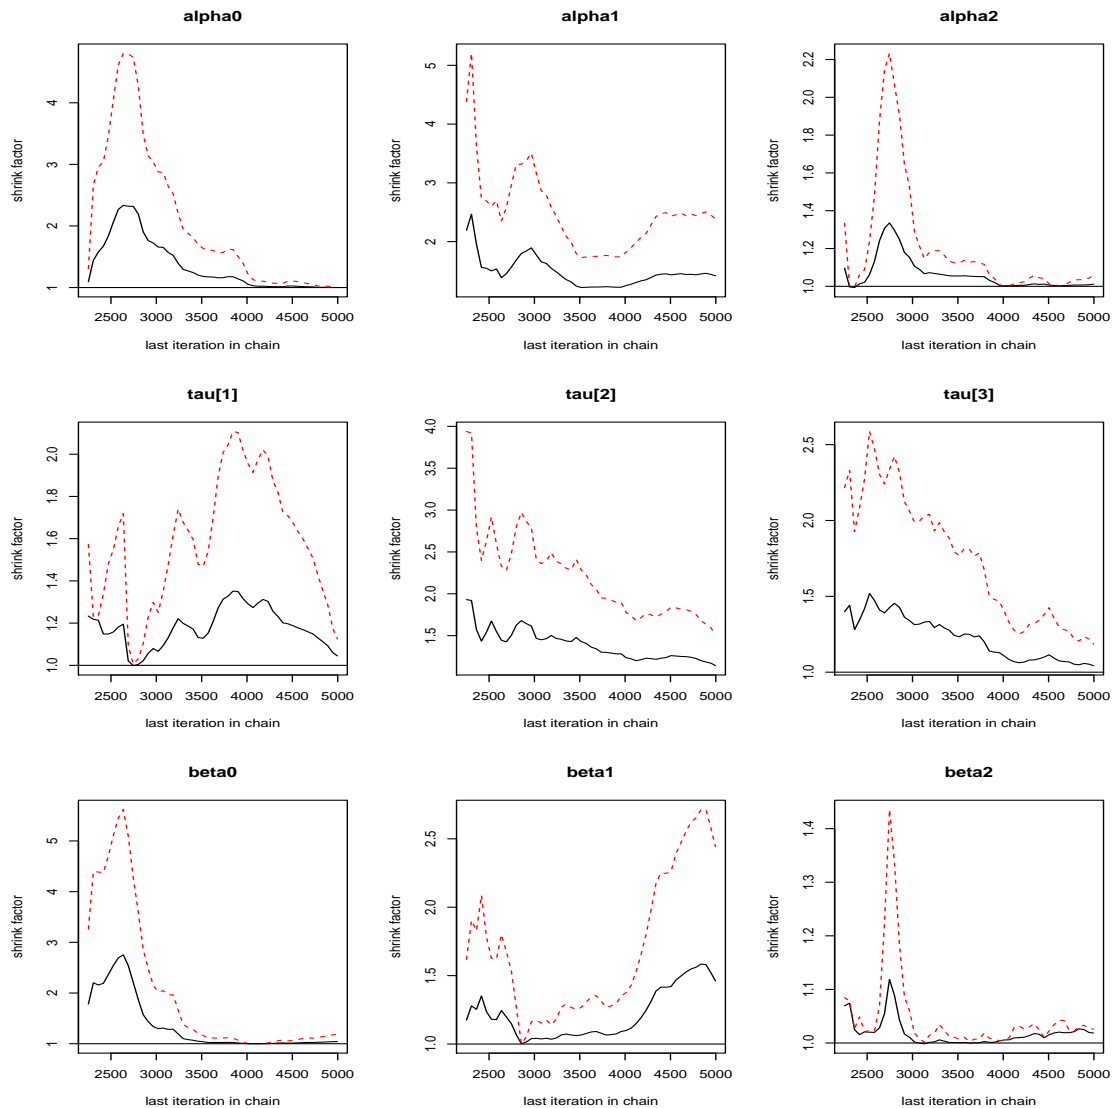 alpha0
alpha1
alpha2
shrink factor
1 2 3 4
2500 3000 3500 4000 4500 5000
last iteration in chain
shrink factor
1 2 3 4 5
2500 3000 3500 4000 4500 5000
last iteration in chain
shrink factor
1.0 1.2 1.4 1.6 1.8 2.0 2.2
2500 3000 3500 4000 4500 5000
last iteration in chain
tau[1]
tau[2]
tau[3]
shrink factor
1.0 1.2 1.4 1.6 1.8 2.0
2500 3000 3500 4000 4500 5000
last iteration in chain
shrink factor
1.5 2.0 2.5 3.0 3.5 4.0
2500 3000 3500 4000 4500 5000
last iteration in chain
shrink factor
1.0 1.5 2.0 2.5
2500 3000 3500 4000 4500 5000
last iteration in chain
beta0
beta1
beta2
shrink factor
1 2 3 4 5
2500 3000 3500 4000 4500 5000
last iteration in chain
shrink factor
1.0 1.5 2.0 2.5
2500 3000 3500 4000 4500 5000
last iteration in chain
shrink factor
1.0 1.1 1.2 1.3 1.4
2500 3000 3500 4000 4500 5000
last iteration in chain